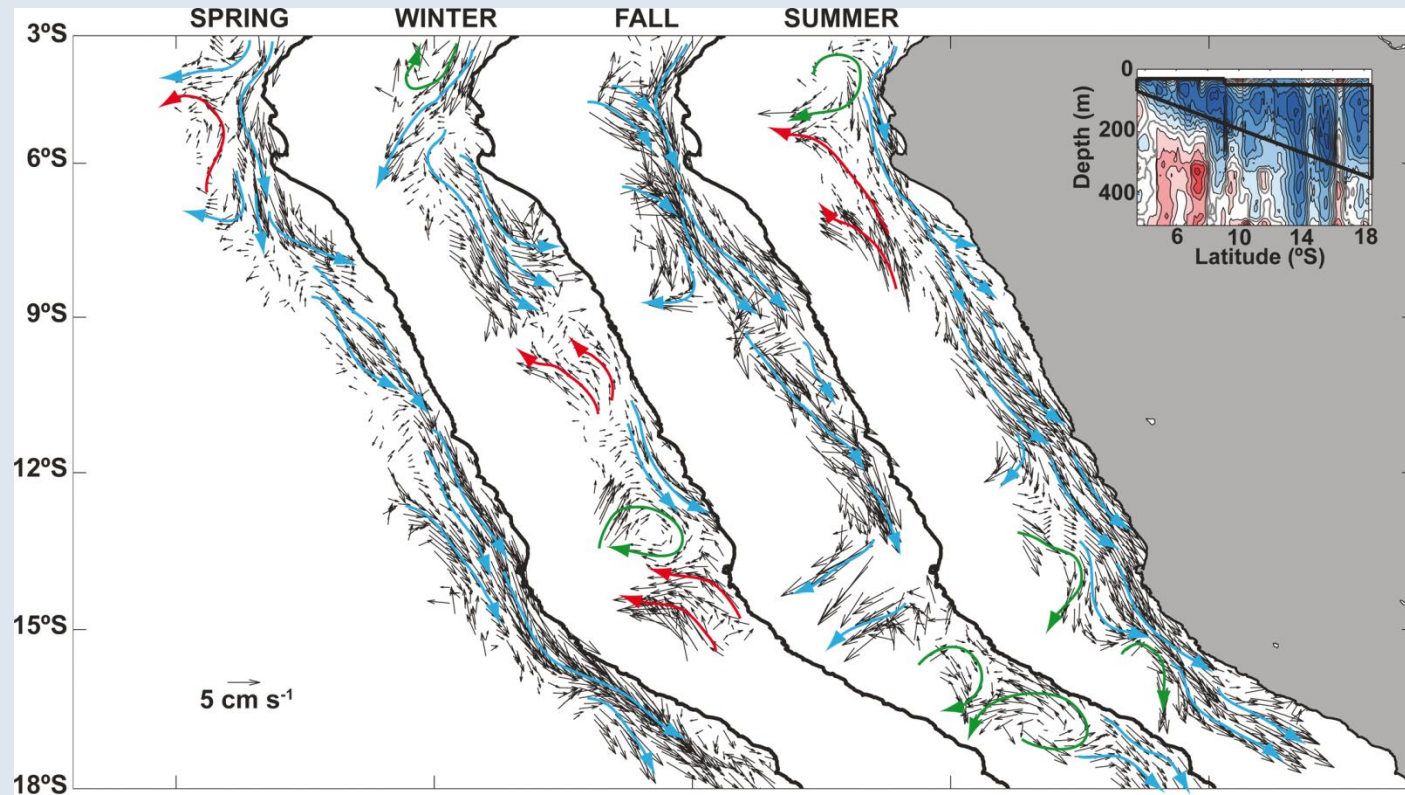 SPRING WINTER FALL SUMMER
3ºS
6ºS
9ºS
12ºS
15ºS
18ºS
5 cm s⁻¹
0
200
400
Depth (m)
6 10 14 18
Latitude (ºS)